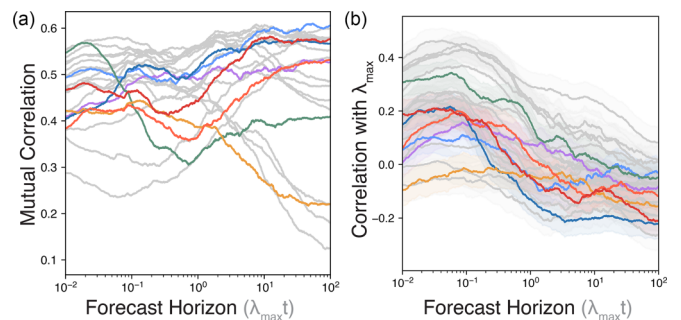 (a)
0.6
0.5
0.4
0.3
0.2
0.1
Mutual Correlation
10⁻² 10⁻¹ 10⁰ 10¹ 10²
Forecast Horizon (λmaxt)
(b)
0.4
0.2
0.0
−0.2
Correlation with λmax
10⁻² 10⁻¹ 10⁰ 10¹ 10²
Forecast Horizon (λmaxt)